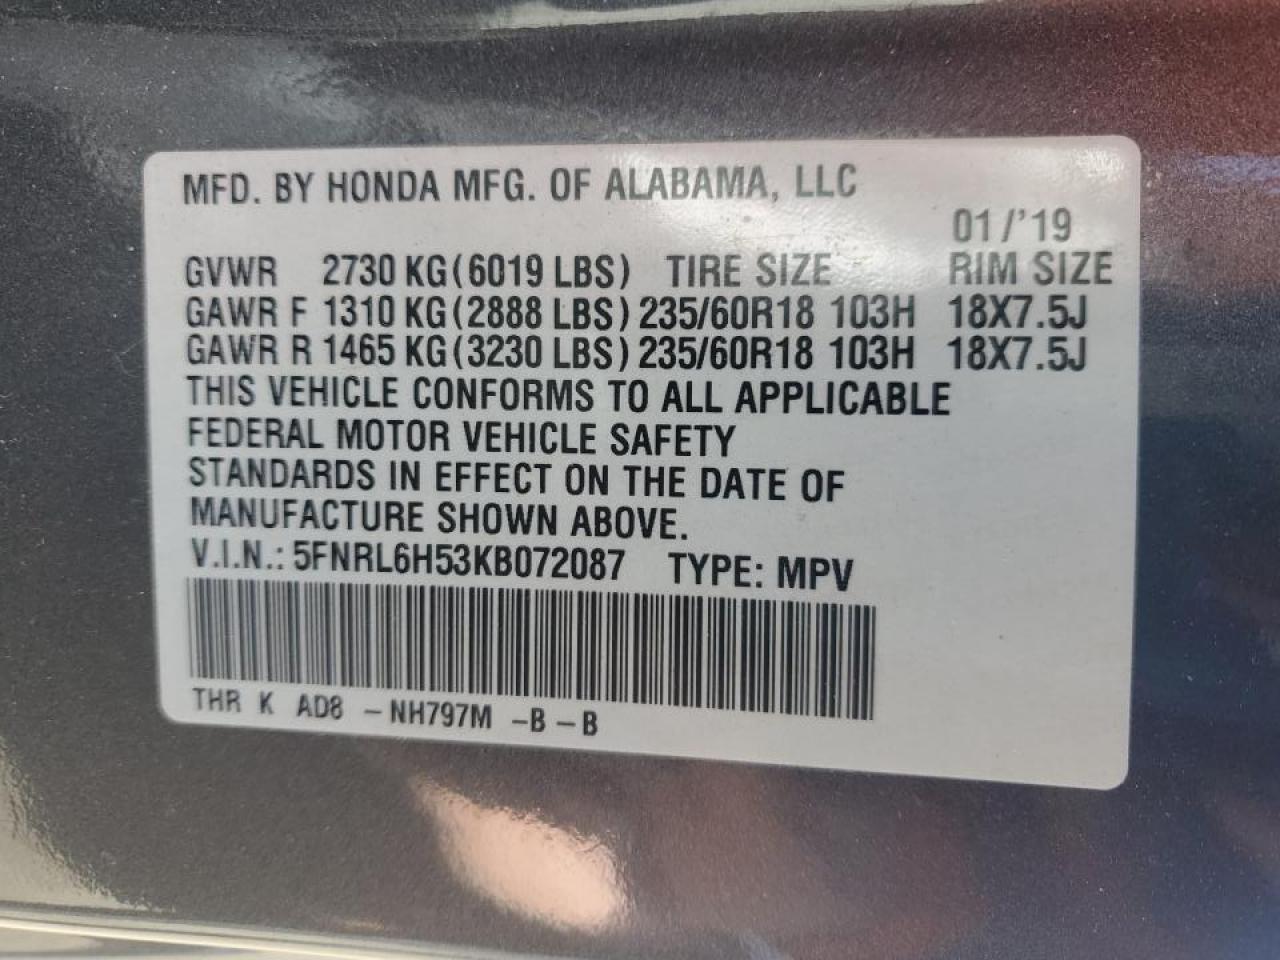 MFD. BY HONDA MFG. OF ALABAMA, LLC
01/'19
GVWR 2730 KG(6019 LBS) TIRE SIZE RIM SIZE
GAWR F 1310 KG(2888 LBS) 235/60R18 103H 18X7.5J
GAWR R 1465 KG(3230 LBS) 235/60R18 103H 18X7.5J
THIS VEHICLE CONFORMS TO ALL APPLICABLE
FEDERAL MOTOR VEHICLE SAFETY
STANDARDS IN EFFECT ON THE DATE OF
MANUFACTURE SHOWN ABOVE.
V.I.N.: 5FNRL6H53KB072087 TYPE: MPV
THR K AD8 -NH797M -B-B